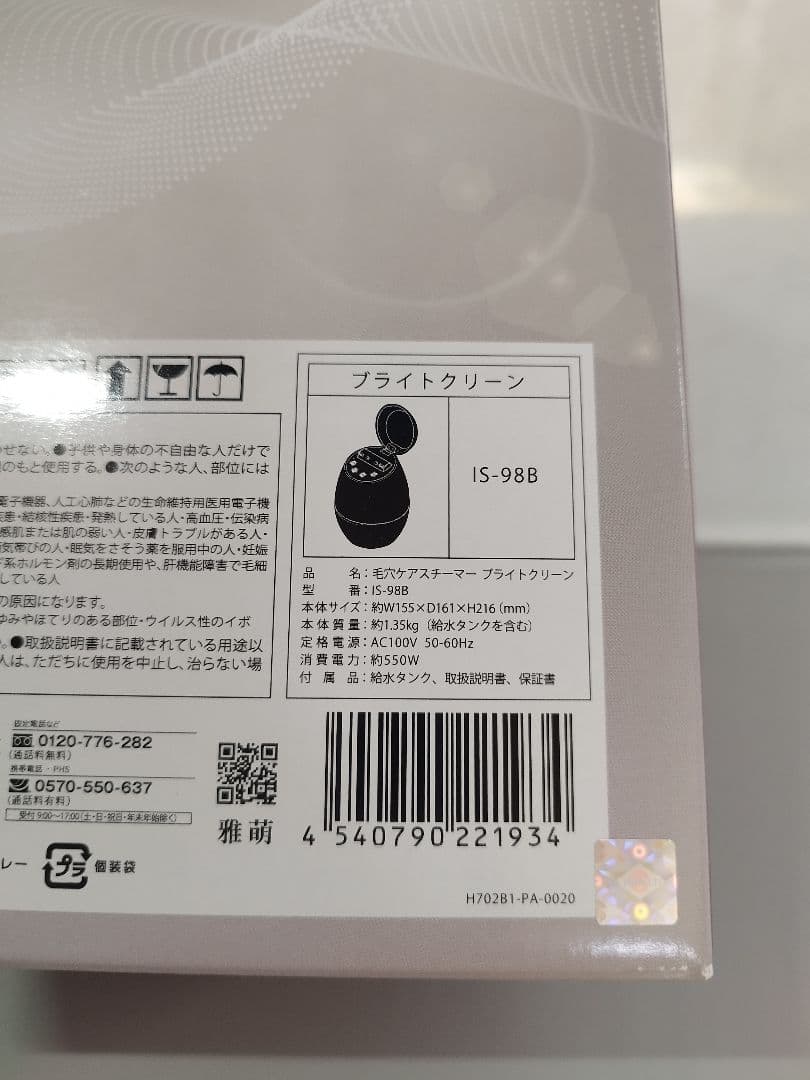 ブライトクリーン
IS-98B
品 名：毛穴ケアスチーマー ブライトクリーン
型 番：IS-98B
本体サイズ：約W155×D161×H216（mm）
本体質量：約1.35kg（給水タンクを含む）
定格電源：AC100V 50-60Hz
消費電力：約550W
付属品：給水タンク、取扱説明書、保証書
せない。●子供や身体の不自由な人だけで
のもと使用する。●次のような人、部位には
子機器、人工心肺などの生命維持用医用電子機
疾患・結核性疾患・発熱している人・高血圧・伝染病
感肌または肌の弱い人・皮膚トラブルがある人・
気帯びの人・眠気をさそう薬を服用中の人・妊娠
系ホルモン剤の長期使用や、肝機能障害で毛細
している人
の原因になります。
ゆみやほてりのある部位・ウイルス性のイボ
。●取扱説明書に記載されている用途以
人は、ただちに使用を中止し、治らない場
固定電話など
0120-776-282
（通話料無料）
携帯電話・PHS
0570-550-637
（通話料有料）
受付 9:00～17:00（土・日・祝日・年末年始除く）
雅萌
4 540790 221934
レー
プラ
個装袋
H702B1-PA-0020